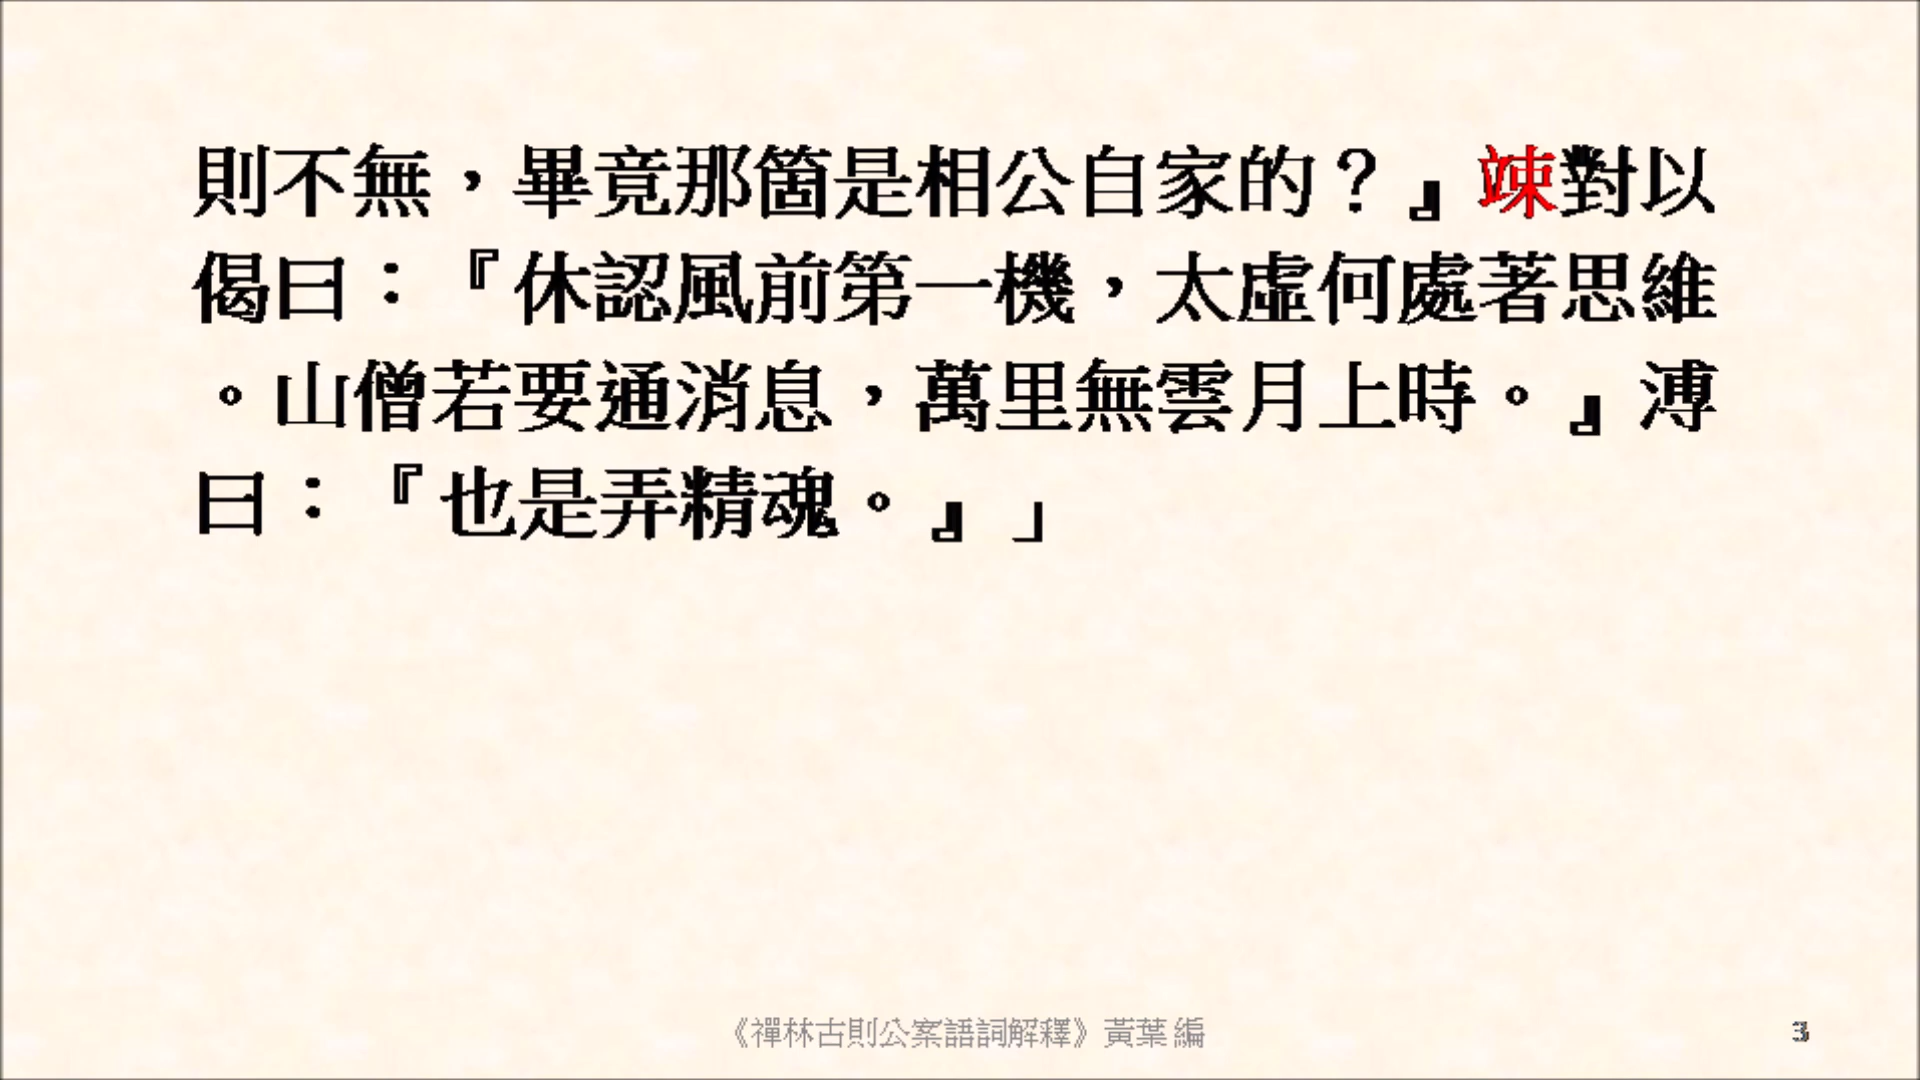 則不無，畢竟那箇是相公自家的？』竦對以
偈曰：『休認風前第一機，太虛何處著思維
。山僧若要通消息，萬里無雲月上時。』溥
曰：『也是弄精魂。』」
《禪林古則公案語詞解釋》黃葉 編
3